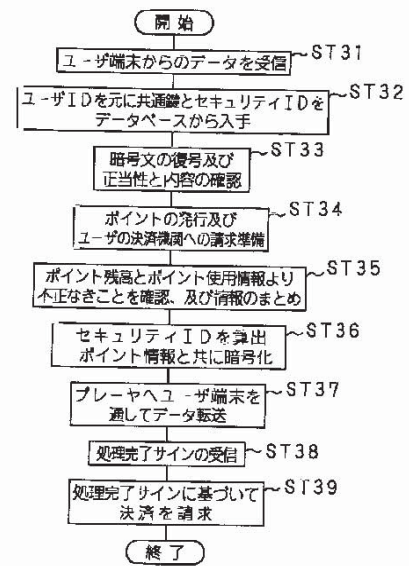 開始
ユーザ端末からのデータを受信
ST31
ユーザIDを元に共通鍵とセキュリティIDを
データベースから入手
ST32
暗号文の復号及び
正当性と内容の確認
ST33
ポイントの発行及び
ユーザの決済機関への請求準備
ST34
ポイント残高とポイント使用情報より
不正なきことを確認、及び情報のまとめ
ST35
セキュリティIDを算出
ポイント情報と共に暗号化
ST36
プレーヤへユーザ端末を
通してデータ転送
ST37
処理完了サインの受信
ST38
処理完了サインに基づいて
決済を請求
ST39
終了